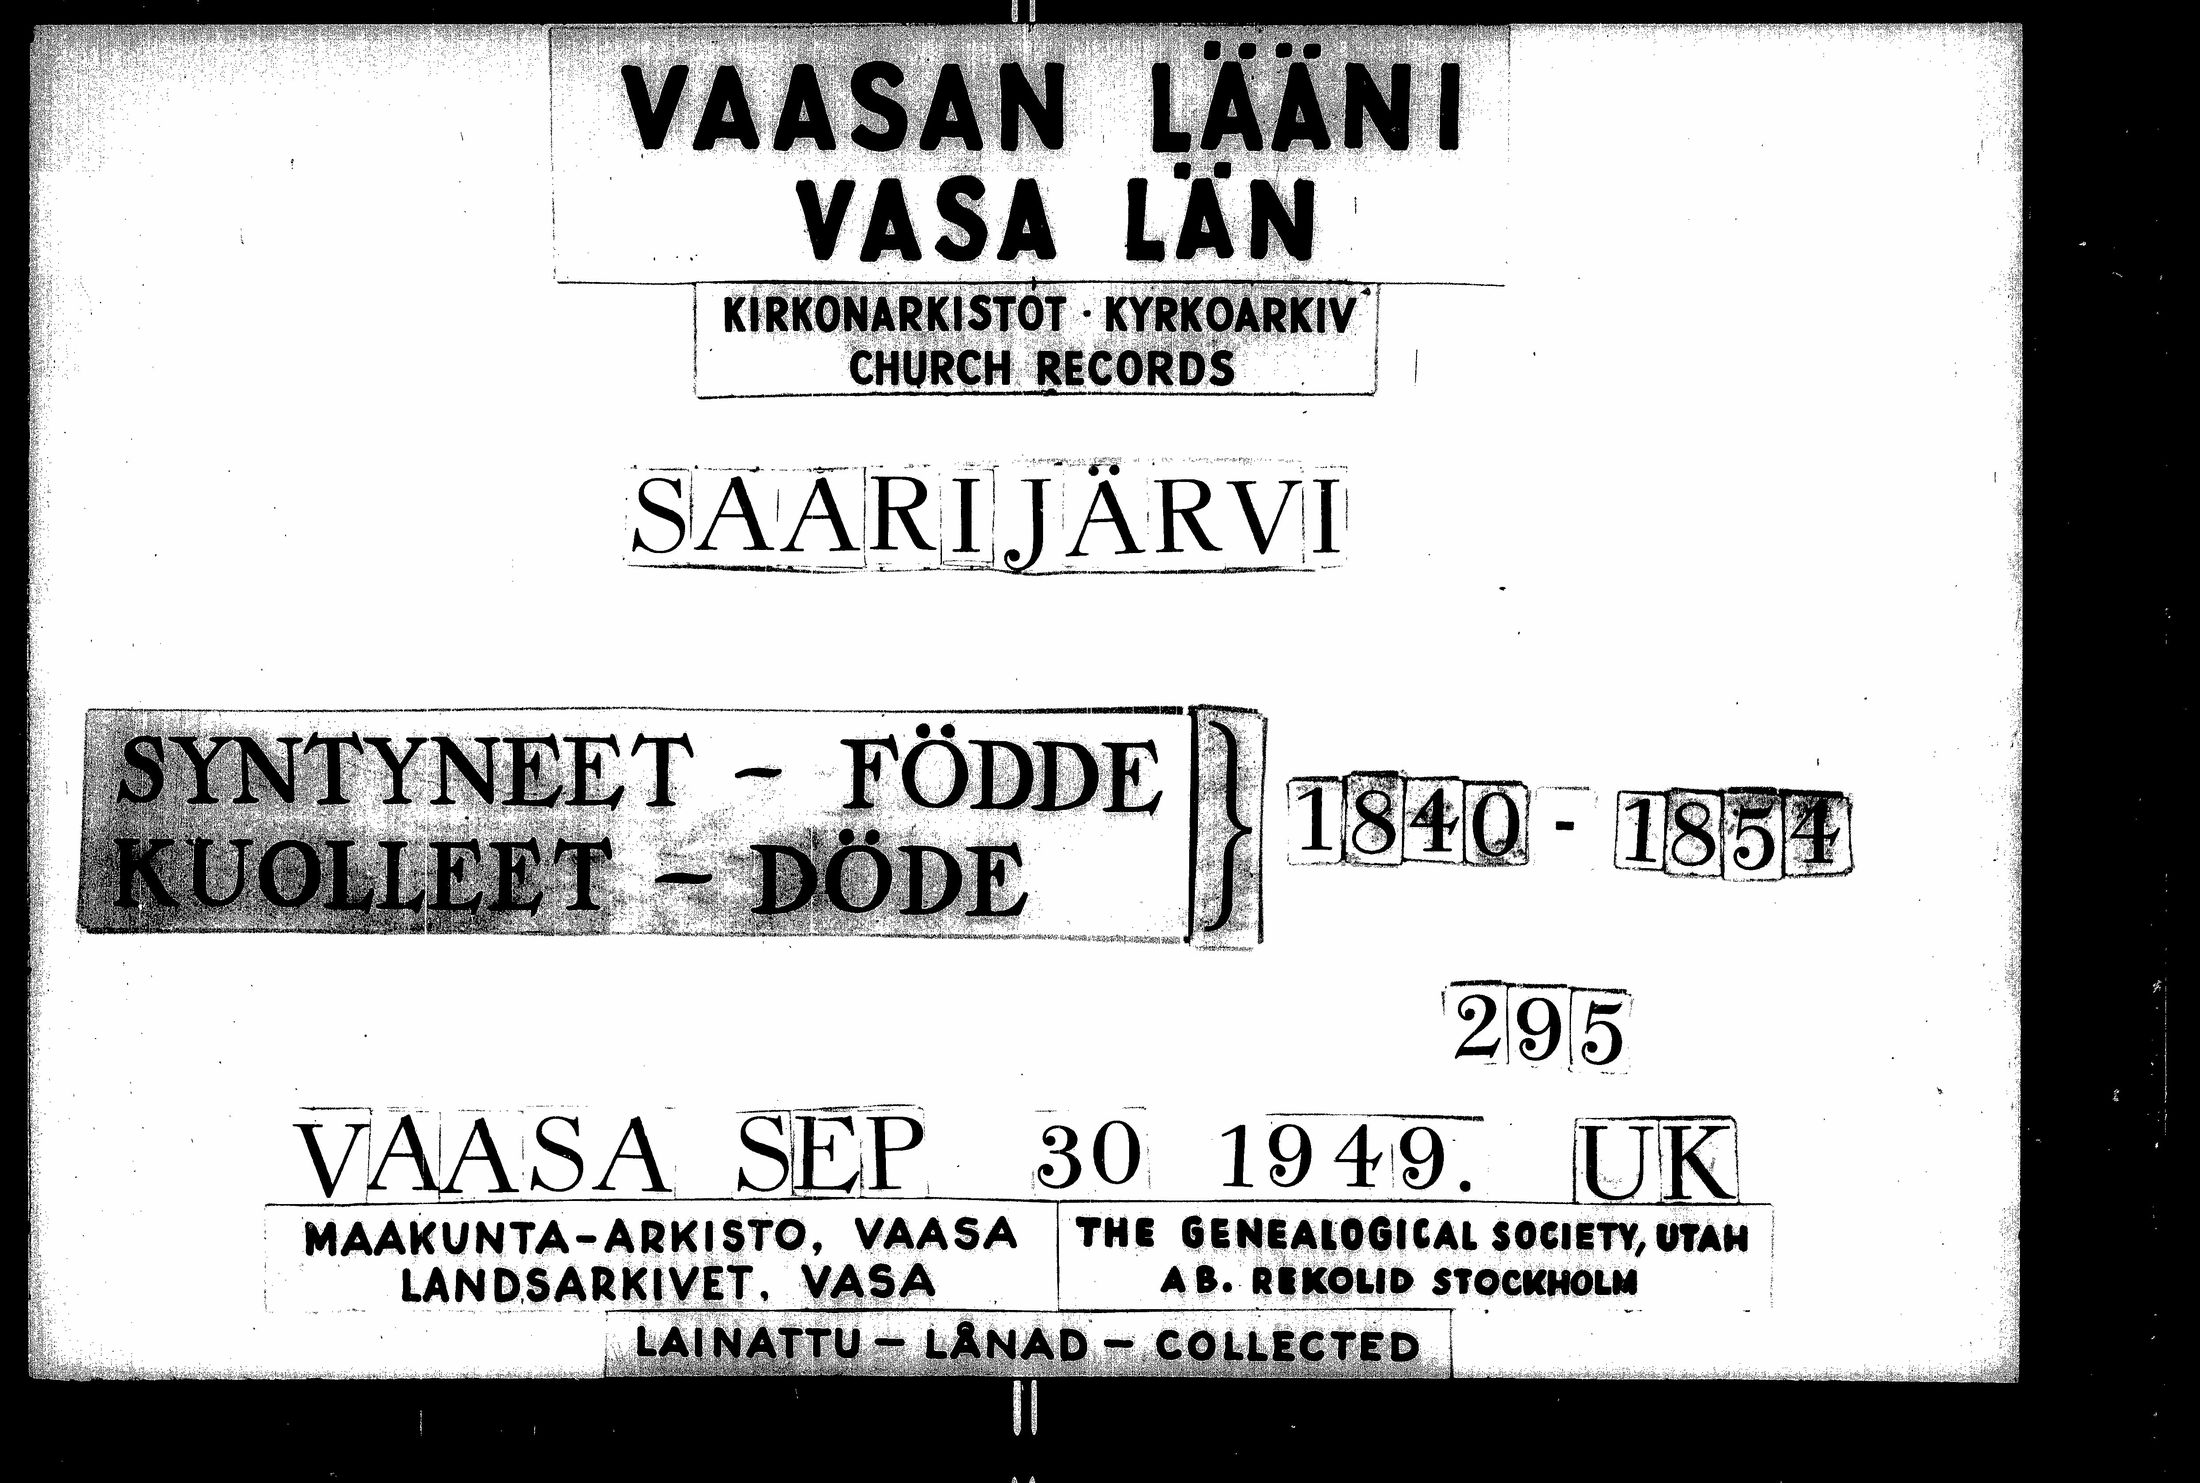 VAASAN LÄÄNI
VASA LÄN
KIRKONARKISTOT · KYRKOARKIV
CHURCH RECORDS
SAARIJÄRVI
SYNTYNEET – FÖDDE
KUOLLEET – DÖDE
} 1840 - 1854
295
VAASA SEP 30 1949. UK
MAAKUNTA-ARKISTO, VAASA
LANDSARKIVET, VASA
THE GENEALOGICAL SOCIETY, UTAH
AB. REKOLID STOCKHOLM
LAINATTU – LÅNAD – COLLECTED